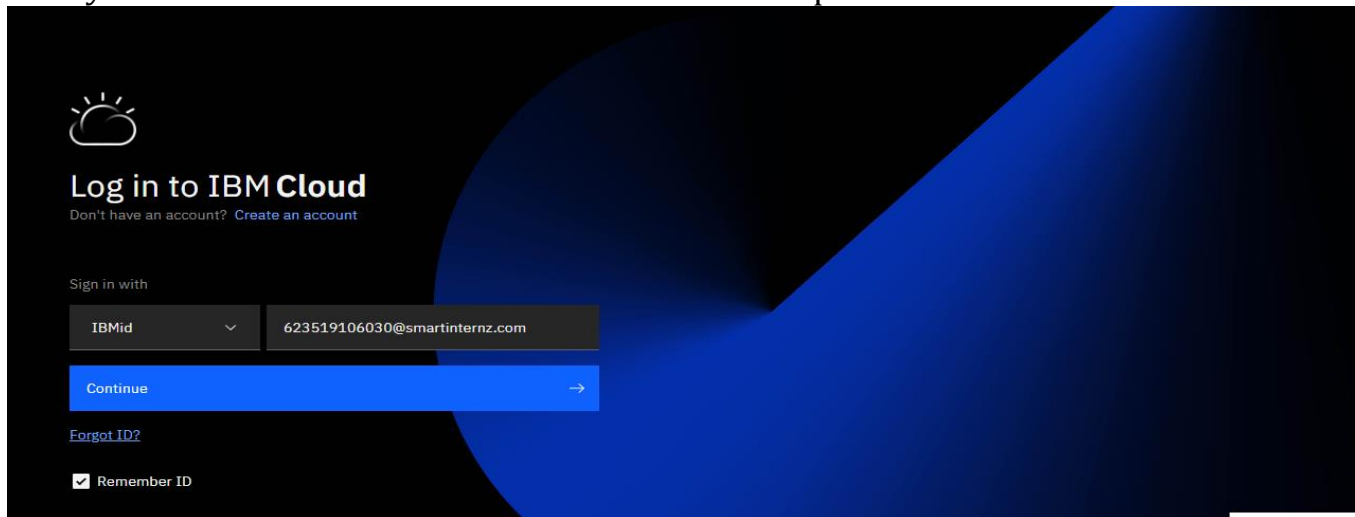 Log in to IBM Cloud
Don't have an account? Create an account
Sign in with
IBMid 623519106030@smartinternz.com
Continue
Forgot ID?
Remember ID